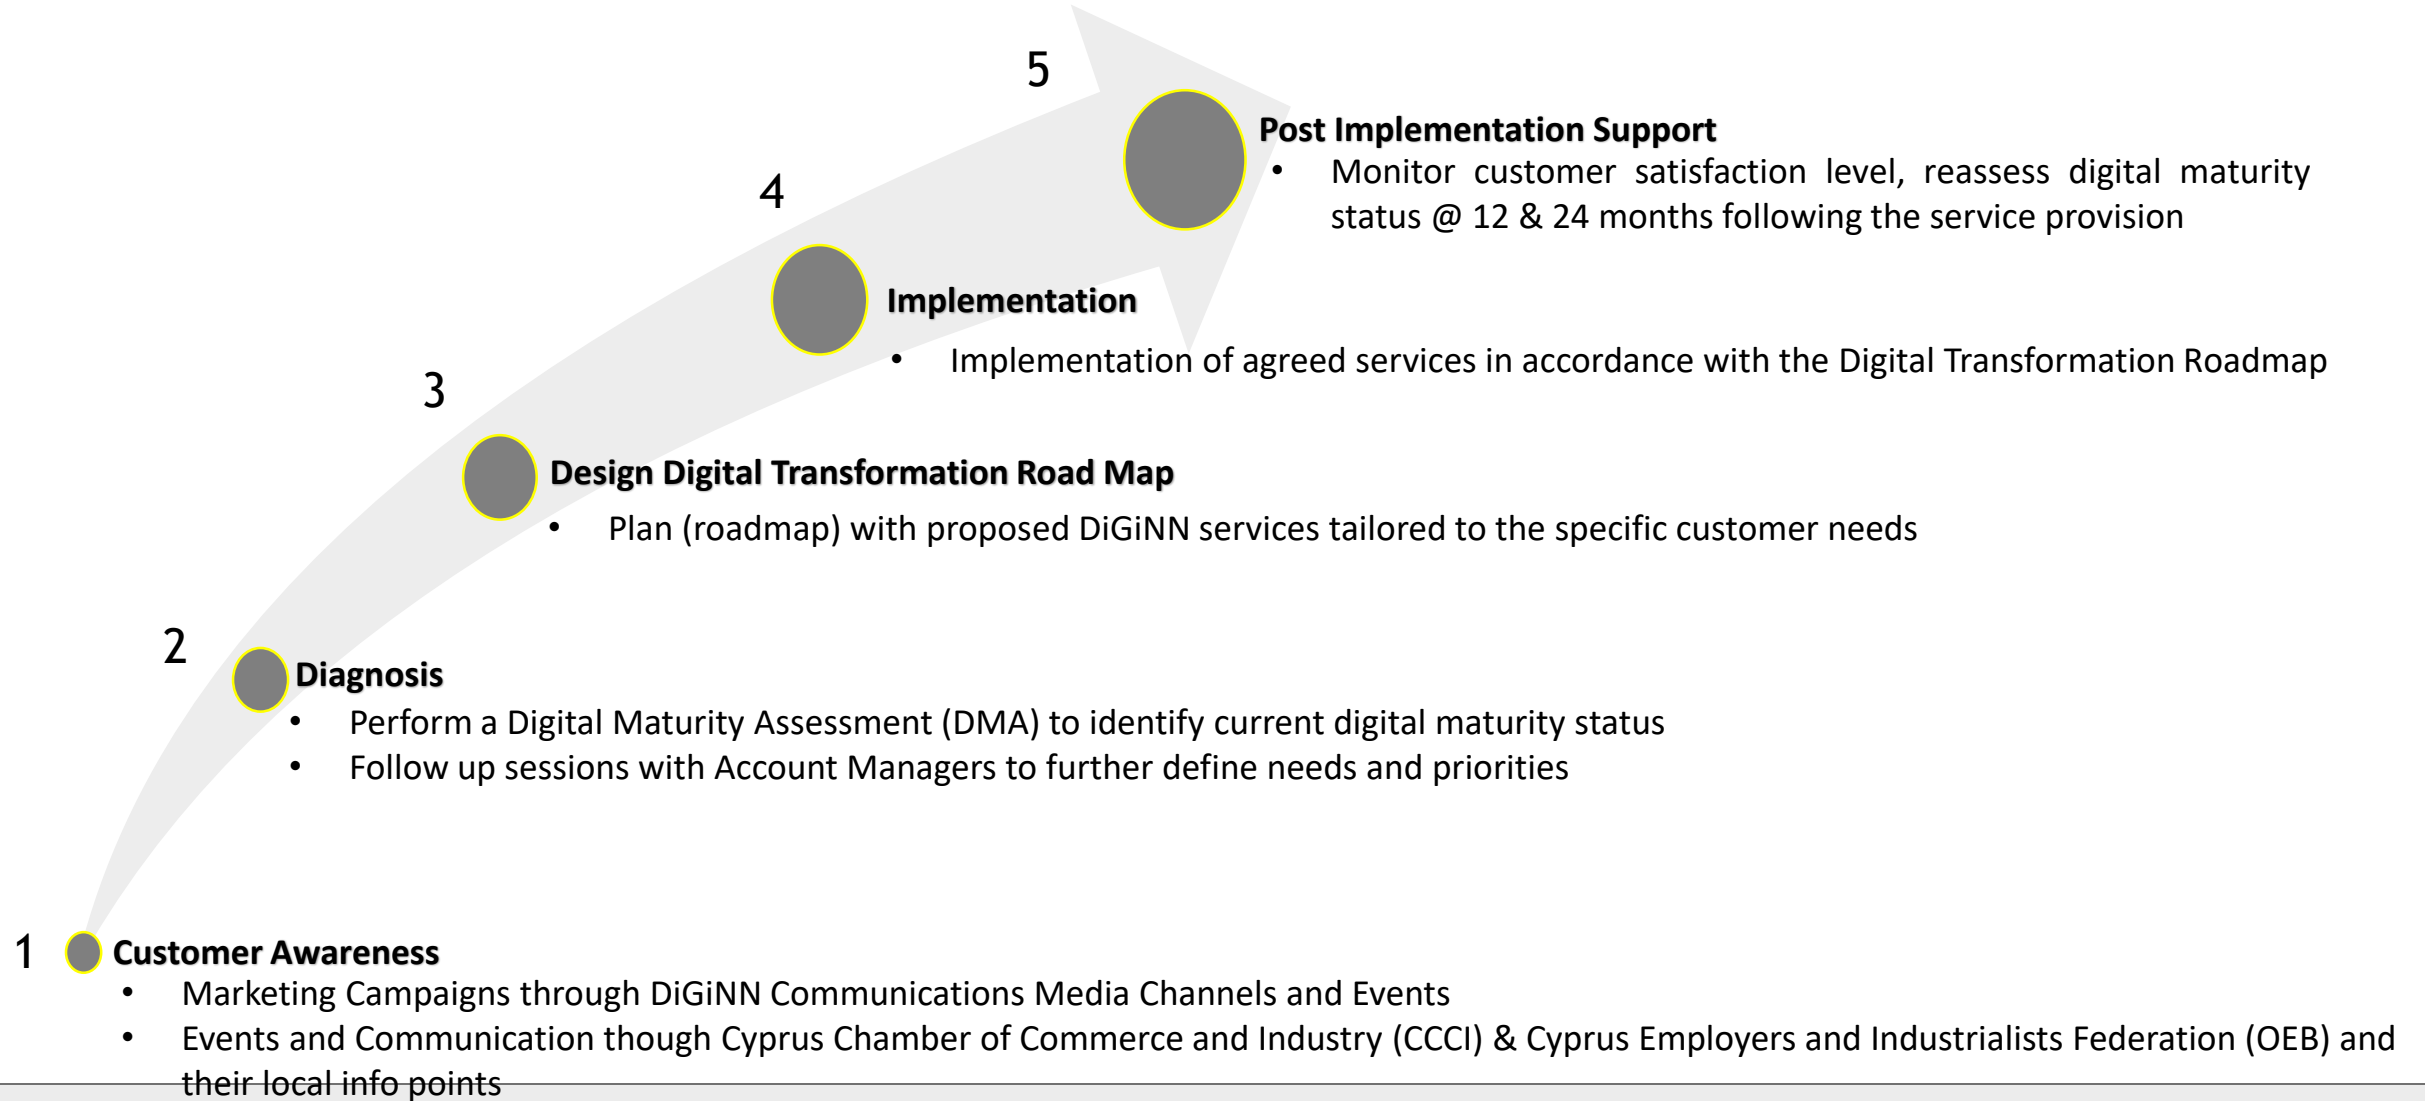 5
Post Implementation Support
• Monitor customer satisfaction level, reassess digital maturity
status @ 12 & 24 months following the service provision
4
Implementation
• Implementation of agreed services in accordance with the Digital Transformation Roadmap
3
Design Digital Transformation Road Map
• Plan (roadmap) with proposed DiGiNN services tailored to the specific customer needs
2
Diagnosis
• Perform a Digital Maturity Assessment (DMA) to identify current digital maturity status
• Follow up sessions with Account Managers to further define needs and priorities
1
Customer Awareness
• Marketing Campaigns through DiGiNN Communications Media Channels and Events
• Events and Communication though Cyprus Chamber of Commerce and Industry (CCCI) & Cyprus Employers and Industrialists Federation (OEB) and
their local info points